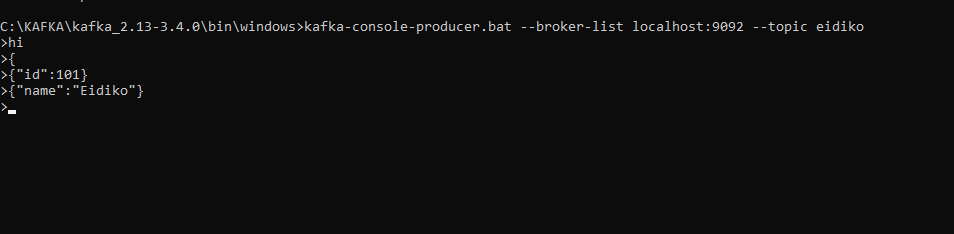 C:\KAFKA\kafka_2.13-3.4.0\bin\windows>kafka-console-producer.bat --broker-list localhost:9092 --topic eidiko
>hi
>{
>{"id":101}
>{"name":"Eidiko"}
>